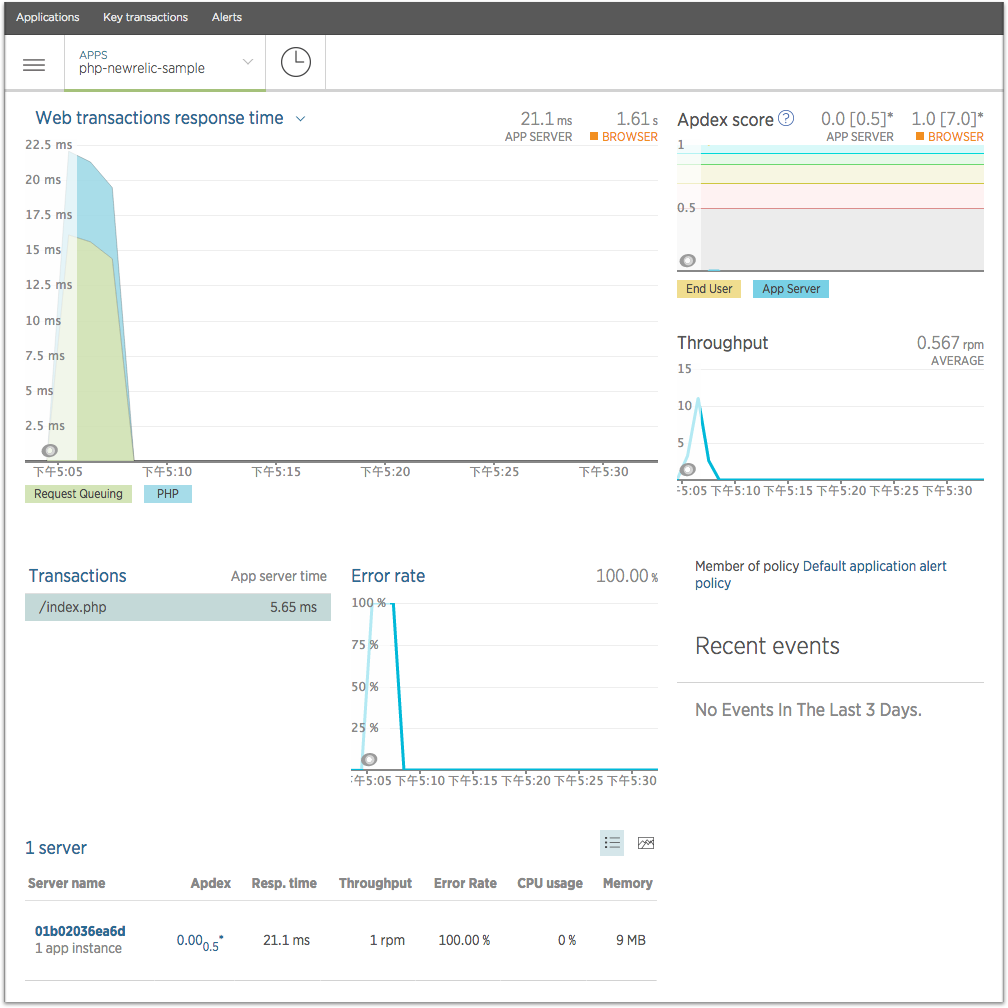 Applications Key transactions Alerts
APPS
php-newrelic-sample
Web transactions response time
21.1 ms
APP SERVER
1.61 s
BROWSER
22.5 ms
20 ms
17.5 ms
15 ms
12.5 ms
10 ms
7.5 ms
5 ms
2.5 ms
下午5:05 下午5:10 下午5:15 下午5:20 下午5:25 下午5:30
Request Queuing PHP
Apdex score ?
0.0 [0.5]*
APP SERVER
1.0 [7.0]*
BROWSER
1
0.5
End User App Server
Throughput
0.567 rpm
AVERAGE
15
10
5
5:05 下午5:10 下午5:15 下午5:20 下午5:25 下午5:30
Transactions App server time
/index.php 5.65 ms
Error rate 100.00 %
100 %
75 %
50 %
25 %
午5:05 下午5:10 下午5:15 下午5:20 下午5:25 下午5:30
Member of policy Default application alert
policy
Recent events
No Events In The Last 3 Days.
1 server
Server name Apdex Resp. time Throughput Error Rate CPU usage Memory
01b02036ea6d
1 app instance
0.00 0.5* 21.1 ms 1 rpm 100.00 % 0 % 9 MB